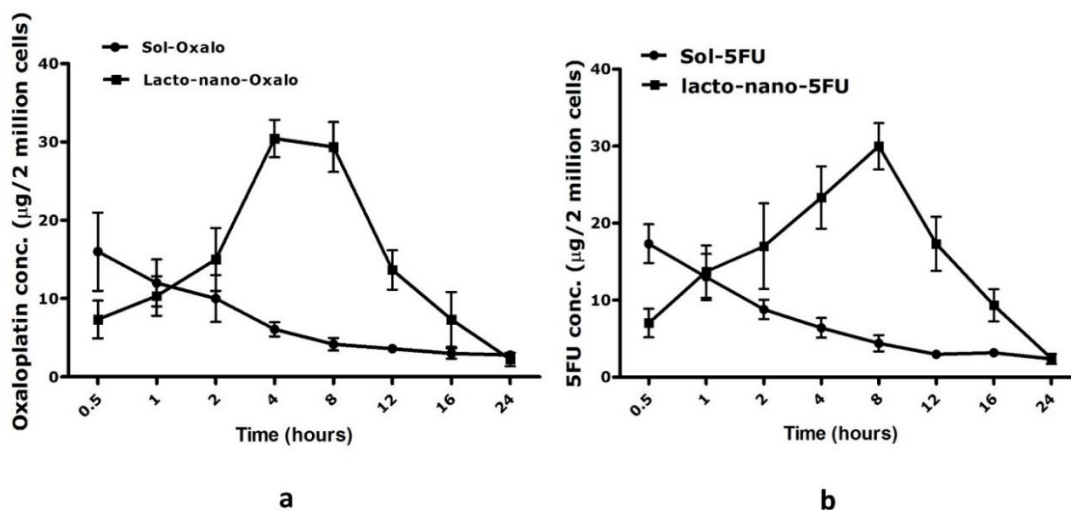 Sol-Oxalo
Lacto-nano-Oxalo
Oxaloplatin conc. (µg/2 million cells)
40
30
20
10
0
0.5
1
2
4
8
12
16
24
Time (hours)
a
Sol-5FU
lacto-nano-5FU
5FU conc. (µg/2 million cells)
40
30
20
10
0
0.5
1
2
4
8
12
16
24
Time (hours)
b